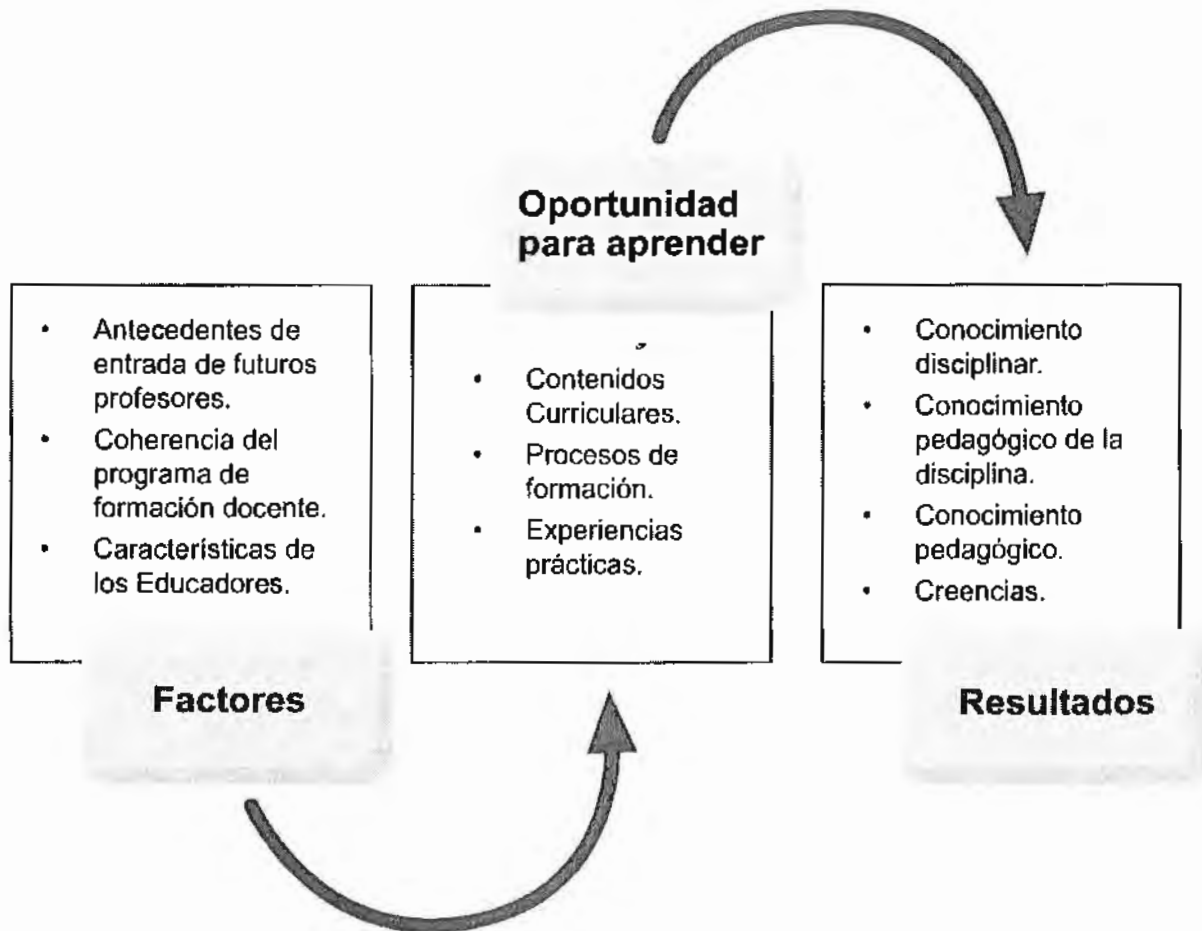 Oportunidad
para aprender
• Antecedentes de
entrada de futuros
profesores.
• Coherencia del
programa de
formación docente.
• Características de
los Educadores.
Factores
• Contenidos
Curriculares.
• Procesos de
formación.
• Experiencias
prácticas.
• Conocimiento
disciplinar.
• Conocimiento
pedagógico de la
disciplina.
• Conocimiento
pedagógico.
• Creencias.
Resultados